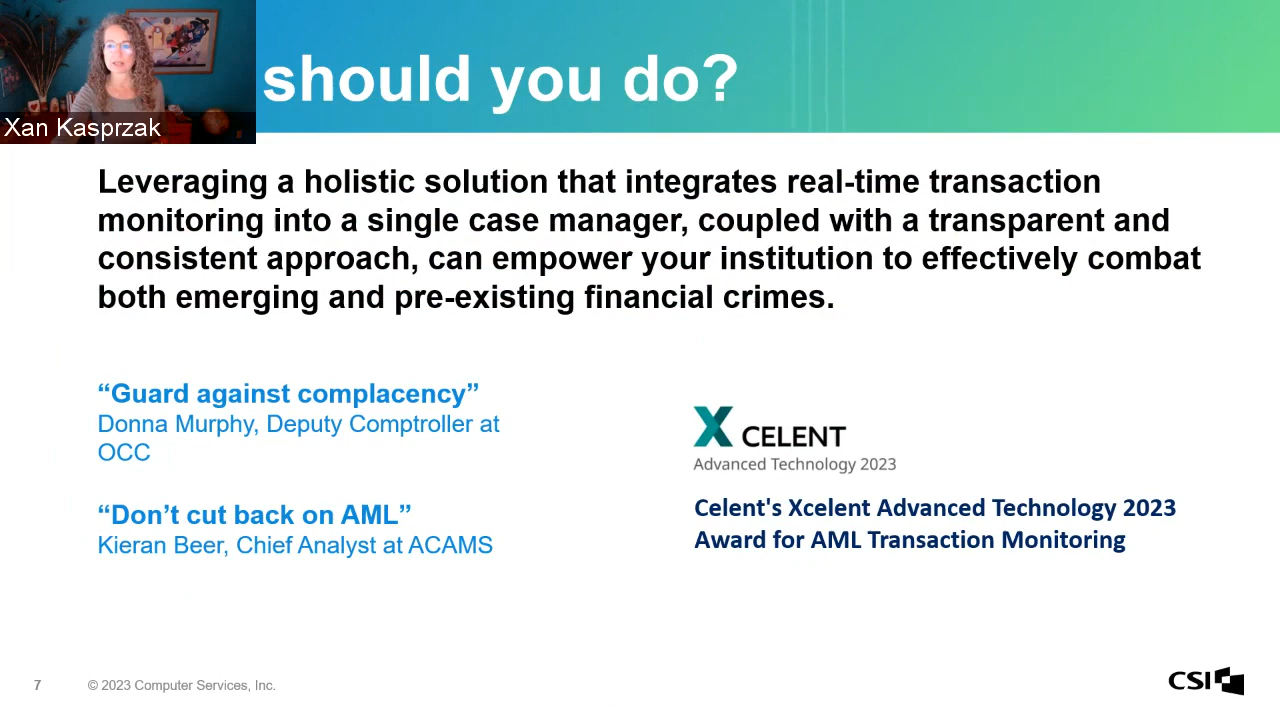 should you do?
Xan Kasprzak
Leveraging a holistic solution that integrates real-time transaction
monitoring into a single case manager, coupled with a transparent and
consistent approach, can empower your institution to effectively combat
both emerging and pre-existing financial crimes.
“Guard against complacency”
Donna Murphy, Deputy Comptroller at
OCC
“Don’t cut back on AML”
Kieran Beer, Chief Analyst at ACAMS
X CELENT
Advanced Technology 2023
Celent's Xcelent Advanced Technology 2023
Award for AML Transaction Monitoring
7 © 2023 Computer Services, Inc.
CSI